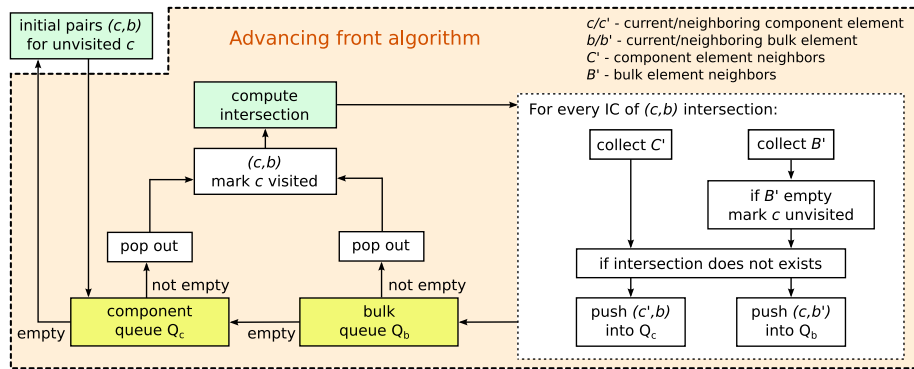 initial pairs (c,b)
for unvisited c
Advancing front algorithm
c/c' - current/neighboring component element
b/b' - current/neighboring bulk element
C' - component element neighbors
B' - bulk element neighbors
compute
intersection
(c,b)
mark c visited
pop out
pop out
not empty
not empty
component
queue Qc
bulk
queue Qb
empty
empty
For every IC of (c,b) intersection:
collect C'
collect B'
if B' empty
mark c unvisited
if intersection does not exists
push (c',b)
into Qc
push (c,b')
into Qb